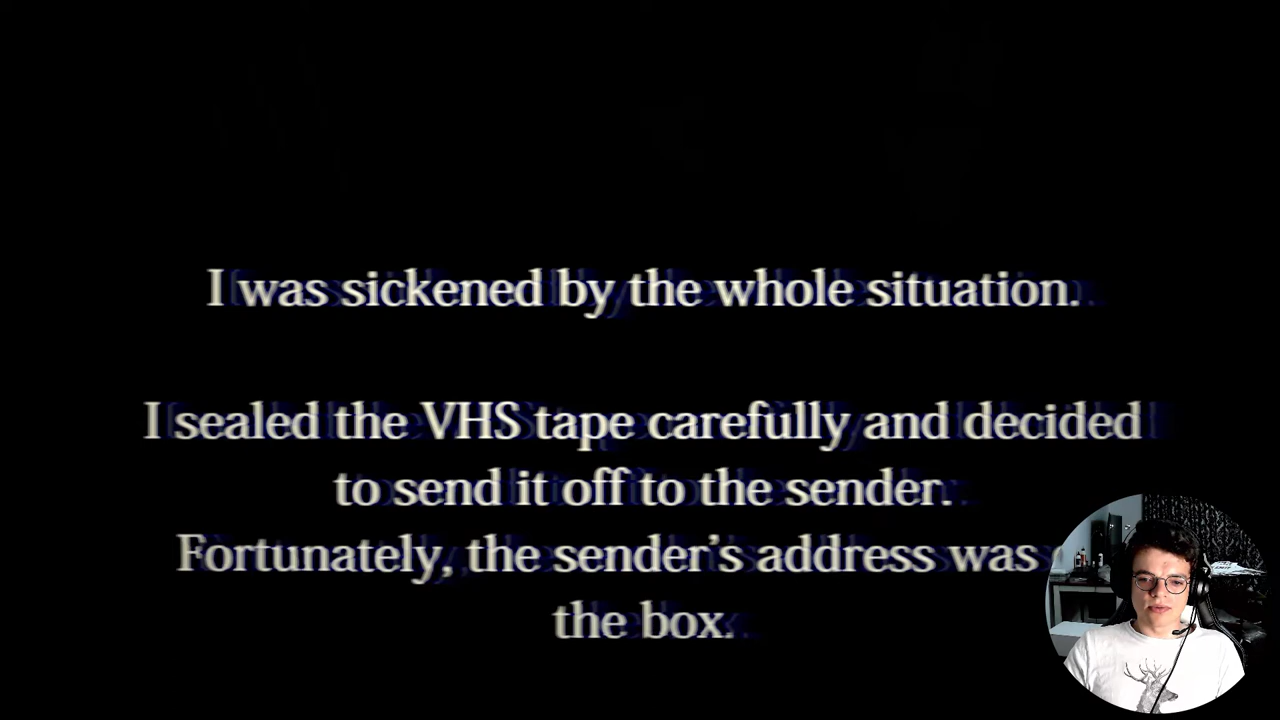 I was sickened by the whole situation.
I sealed the VHS tape carefully and decided
to send it off to the sender.
Fortunately, the sender's address was
the box.